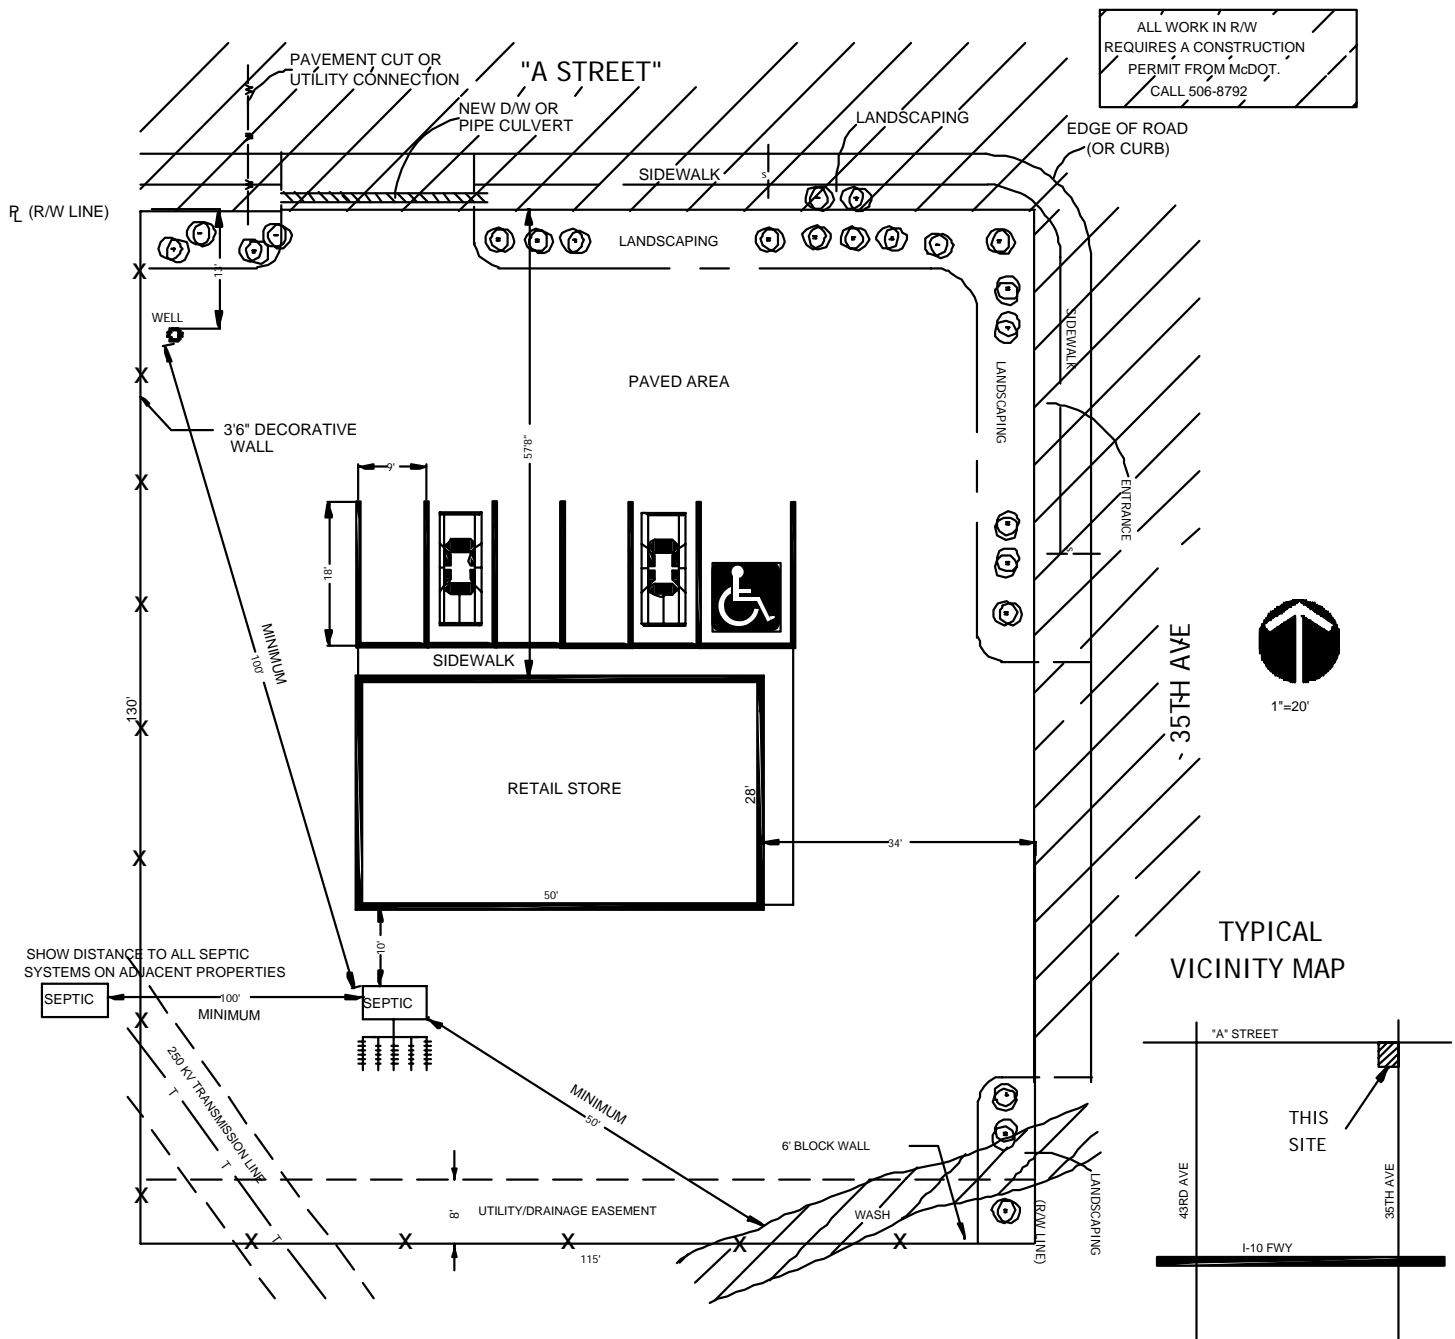 ALL WORK IN R/W
REQUIRES A CONSTRUCTION
PERMIT FROM McDOT.
CALL 506-8792
PAVEMENT CUT OR
UTILITY CONNECTION
"A STREET"
NEW D/W OR
PIPE CULVERT
LANDSCAPING
EDGE OF ROAD
(OR CURB)
W
W
W
SIDEWALK
S
PL (R/W LINE)
LANDSCAPING
13'
WELL
SIDEWALK
LANDSCAPING
PAVED AREA
3'6" DECORATIVE
WALL
57'8"
9'
ENTRANCE
S
18'
MINIMUM
100'
SIDEWALK
35TH AVE
1"=20'
130'
RETAIL STORE
28'
34'
50'
10'
TYPICAL
VICINITY MAP
SHOW DISTANCE TO ALL SEPTIC
SYSTEMS ON ADJACENT PROPERTIES
SEPTIC
100'
MINIMUM
SEPTIC
"A" STREET
250 KV TRANSMISSION LINE
T
T
T
MINIMUM
50'
THIS
SITE
6' BLOCK WALL
43RD AVE
35TH AVE
8'
UTILITY/DRAINAGE EASEMENT
WASH
(R/W LINE)
LANDSCAPING
115'
I-10 FWY
X
X
X
X
X
X
X
X
X
X
X
X
X